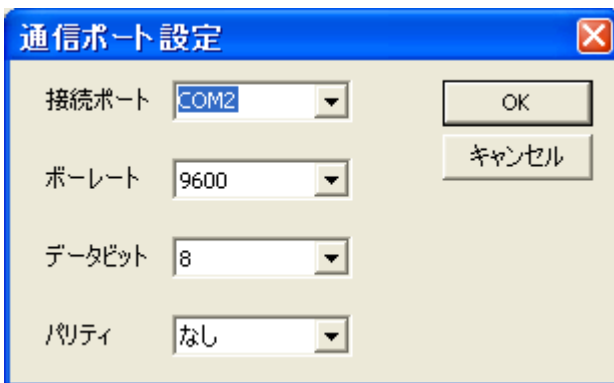 通信ポート設定
接続ポート COM2 OK
キャンセル
ボーレート 9600
データビット 8
パリティ なし